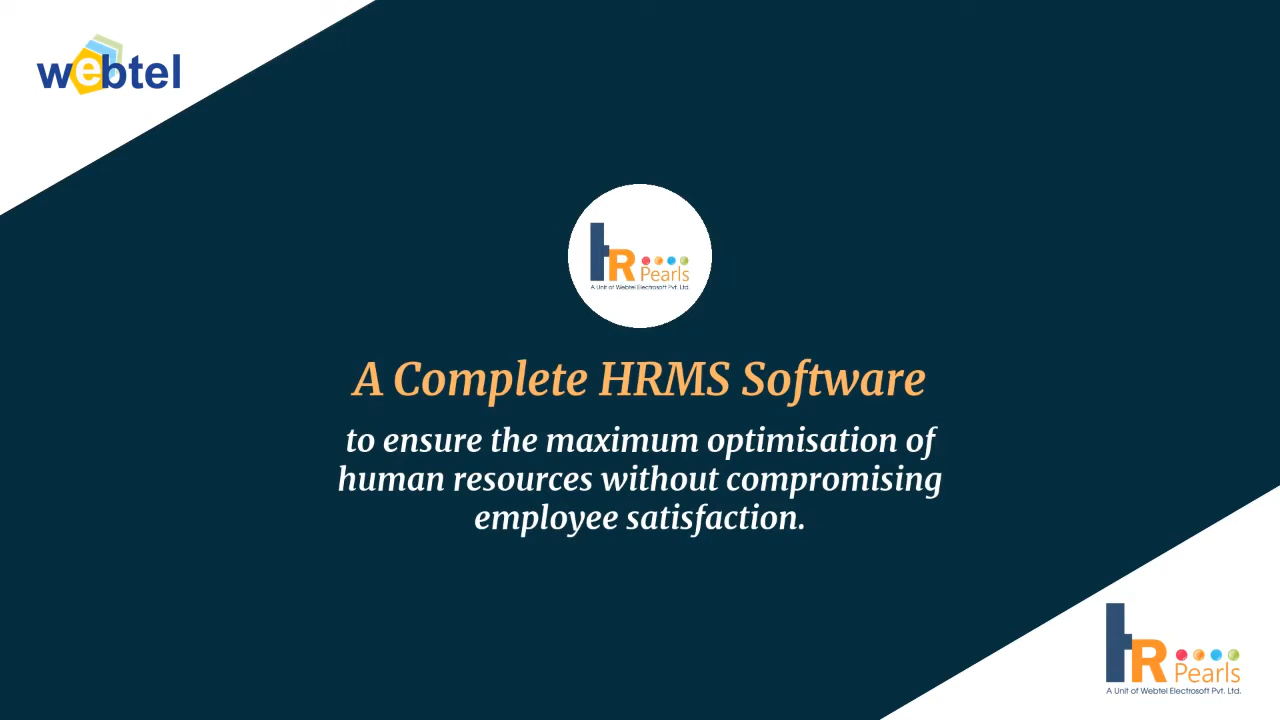 webtel
HR Pearls
A Unit of Webtel Electrosoft Pvt. Ltd.
A Complete HRMS Software
to ensure the maximum optimisation of
human resources without compromising
employee satisfaction.
HR Pearls
A Unit of Webtel Electrosoft Pvt. Ltd.